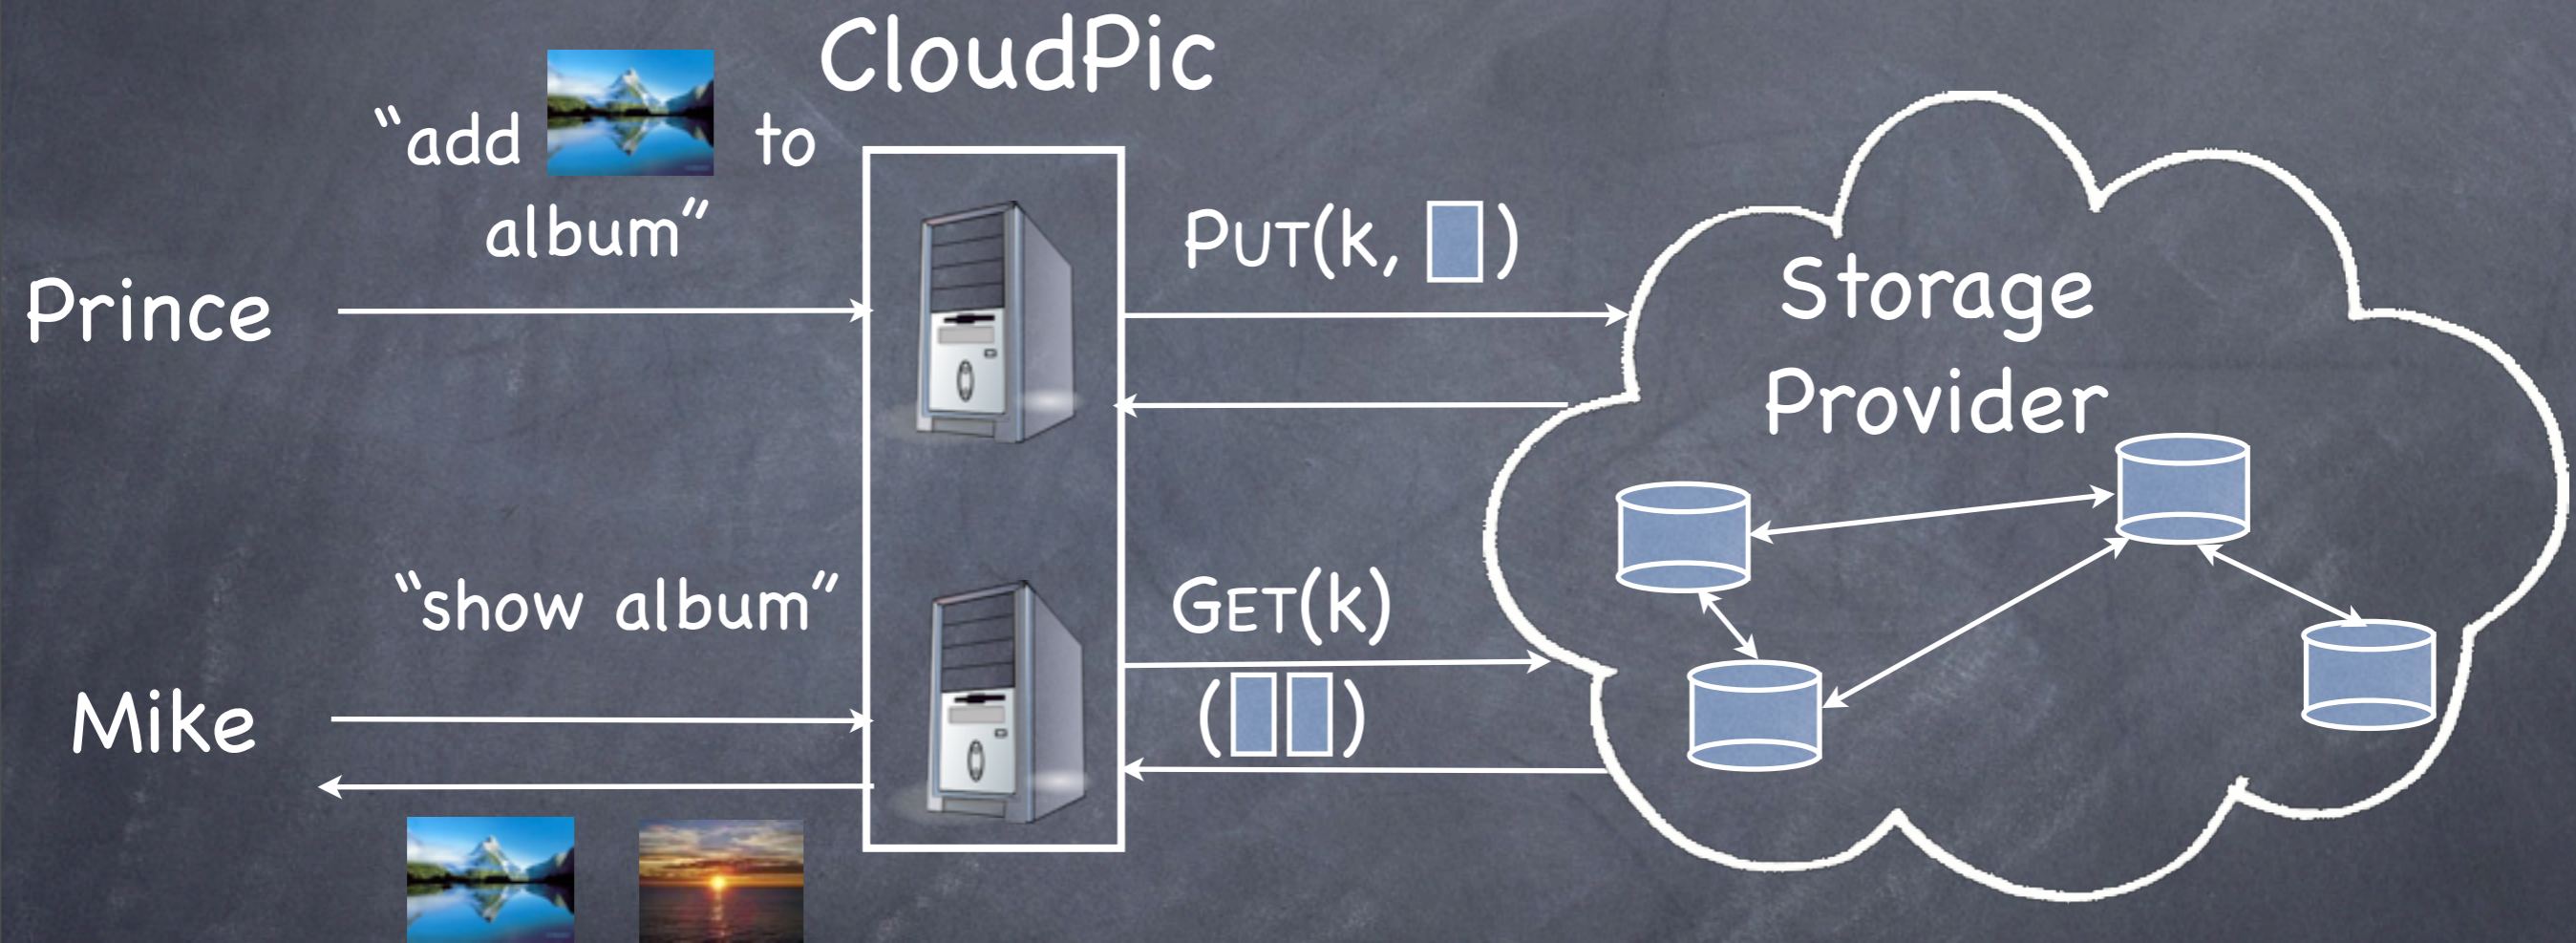 CloudPic
“add to
album”
Prince
PUT(k, )
Storage
Provider
“show album”
GET(k)
( )
Mike